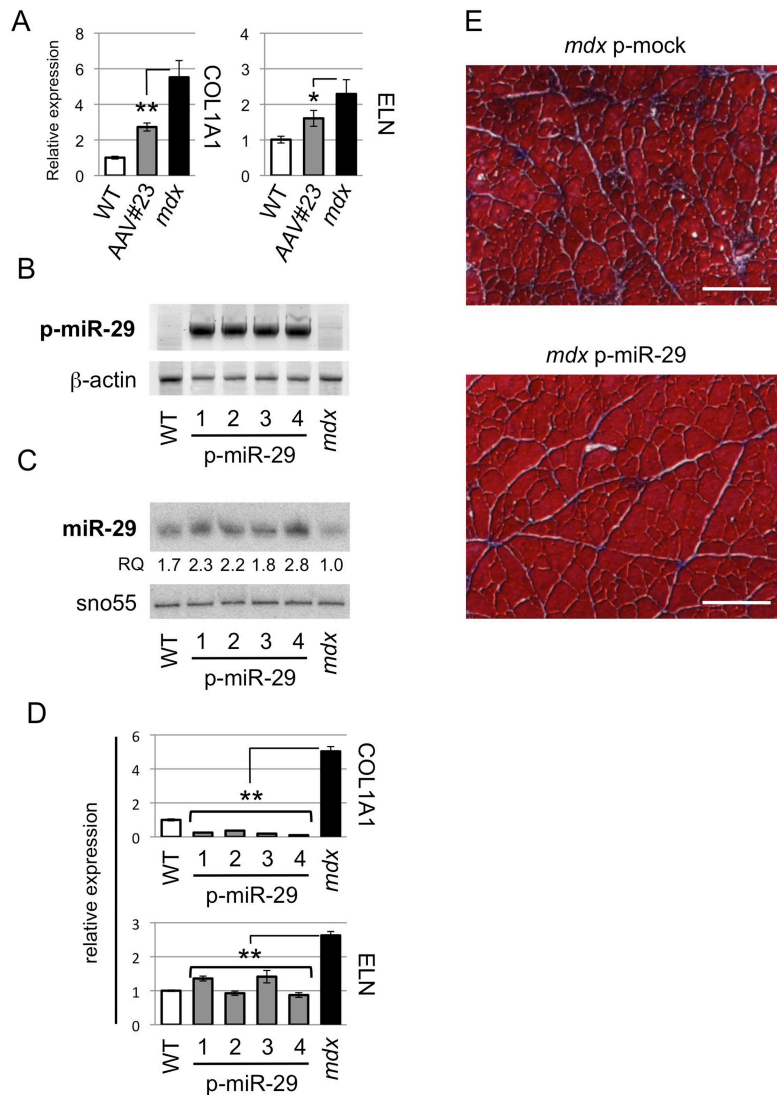 A
Relative expression
8
6
4
2
0
**
WT
AAV#23
mdx
COL1A1
4
3
2
1
0
*
WT
AAV#23
mdx
ELN
B
p-miR-29
β-actin
WT 1 2 3 4 mdx
p-miR-29
C
miR-29
RQ 1.7 2.3 2.2 1.8 2.8 1.0
sno55
WT 1 2 3 4 mdx
p-miR-29
D
relative expression
6
4
2
0
**
WT 1 2 3 4 mdx
p-miR-29
COL1A1
3
2
1
0
**
WT 1 2 3 4 mdx
p-miR-29
ELN
E
mdx p-mock
mdx p-miR-29